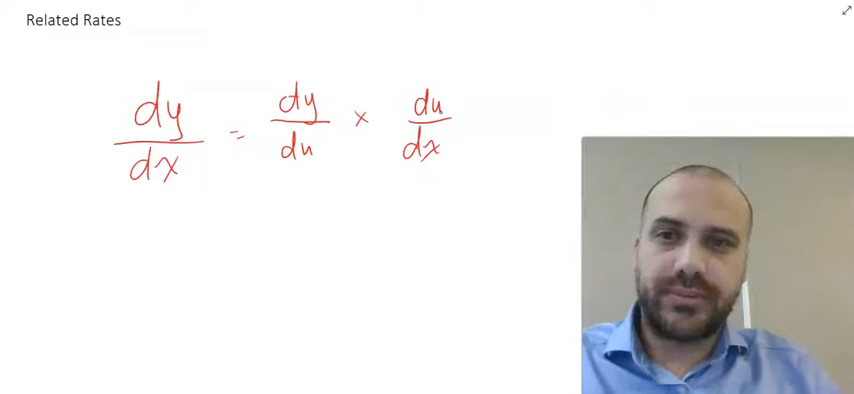 Related Rates
dy/dx = dy/du × du/dx